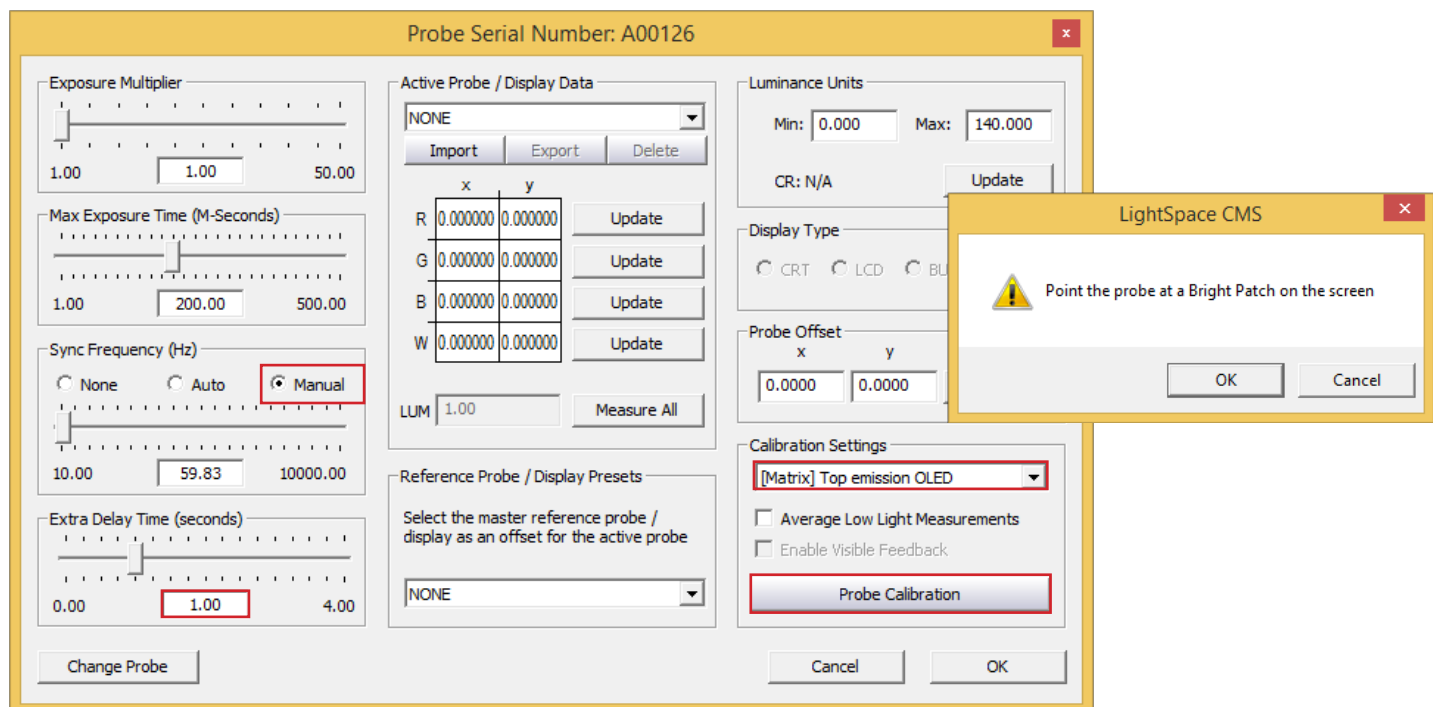 Probe Serial Number: A00126
x
Exposure Multiplier
1.00
1.00
50.00
Max Exposure Time (M-Seconds)
1.00
200.00
500.00
Sync Frequency (Hz)
None
Auto
Manual
10.00
59.83
10000.00
Extra Delay Time (seconds)
0.00
1.00
4.00
Change Probe
Active Probe / Display Data
NONE
Import
Export
Delete
x y
R 0.000000 0.000000 Update
G 0.000000 0.000000 Update
B 0.000000 0.000000 Update
W 0.000000 0.000000 Update
LUM 1.00 Measure All
Reference Probe / Display Presets
Select the master reference probe /
display as an offset for the active probe
NONE
Luminance Units
Min: 0.000 Max: 140.000
CR: N/A Update
Display Type
CRT LCD BL
Probe Offset
x y
0.0000 0.0000
Calibration Settings
[Matrix] Top emission OLED
Average Low Light Measurements
Enable Visible Feedback
Probe Calibration
Cancel
OK
LightSpace CMS
x
Point the probe at a Bright Patch on the screen
OK
Cancel